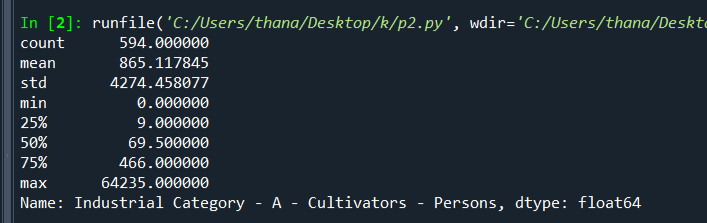 In [2]: runfile('C:/Users/thana/Desktop/k/p2.py', wdir='C:/Users/thana/Deskto
count 594.000000
mean 865.117845
std 4274.458077
min 0.000000
25% 9.000000
50% 69.500000
75% 466.000000
max 64235.000000
Name: Industrial Category - A - Cultivators - Persons, dtype: float64